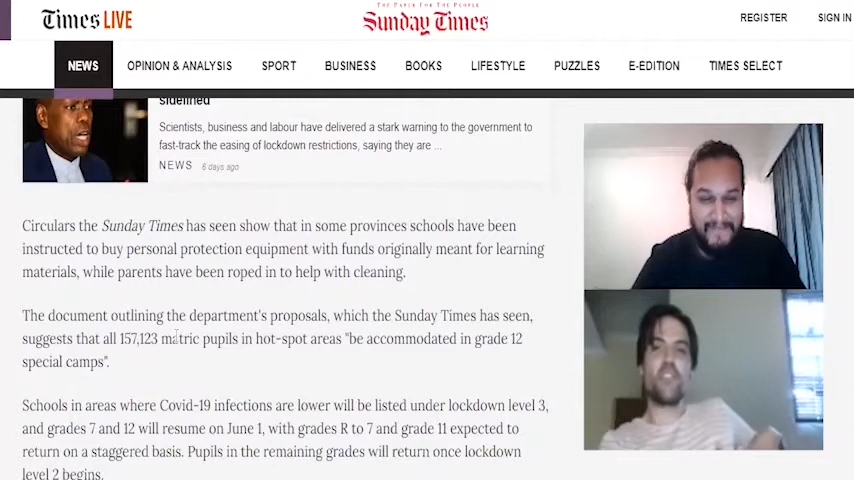 Times LIVE
THE PAPER FOR THE PEOPLE
Sunday Times
REGISTER
SIGN IN
NEWS
OPINION & ANALYSIS
SPORT
BUSINESS
BOOKS
LIFESTYLE
PUZZLES
E-EDITION
TIMES SELECT
sidelined
Scientists, business and labour have delivered a stark warning to the government to
fast-track the easing of lockdown restrictions, saying they are ...
NEWS 6 days ago
Circulars the Sunday Times has seen show that in some provinces schools have been
instructed to buy personal protection equipment with funds originally meant for learning
materials, while parents have been roped in to help with cleaning.
The document outlining the department's proposals, which the Sunday Times has seen,
suggests that all 157,123 matric pupils in hot-spot areas "be accommodated in grade 12
special camps".
Schools in areas where Covid-19 infections are lower will be listed under lockdown level 3,
and grades 7 and 12 will resume on June 1, with grades R to 7 and grade 11 expected to
return on a staggered basis. Pupils in the remaining grades will return once lockdown
level 2 begins.